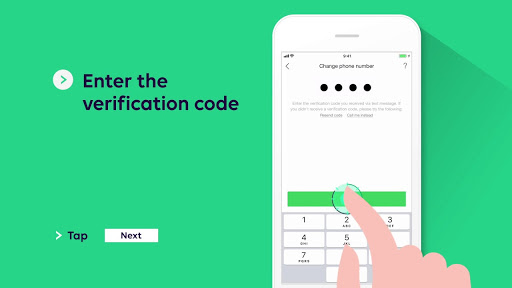 Enter the
verification code
> Tap
Next
9:41
Change phone number
?
Enter the verification code you received via text message. If
you didn't receive a verification code, please try the following.
Resend code
Call me instead
1
2
ABC
3
4
GHI
5
JKL
7
PQRS